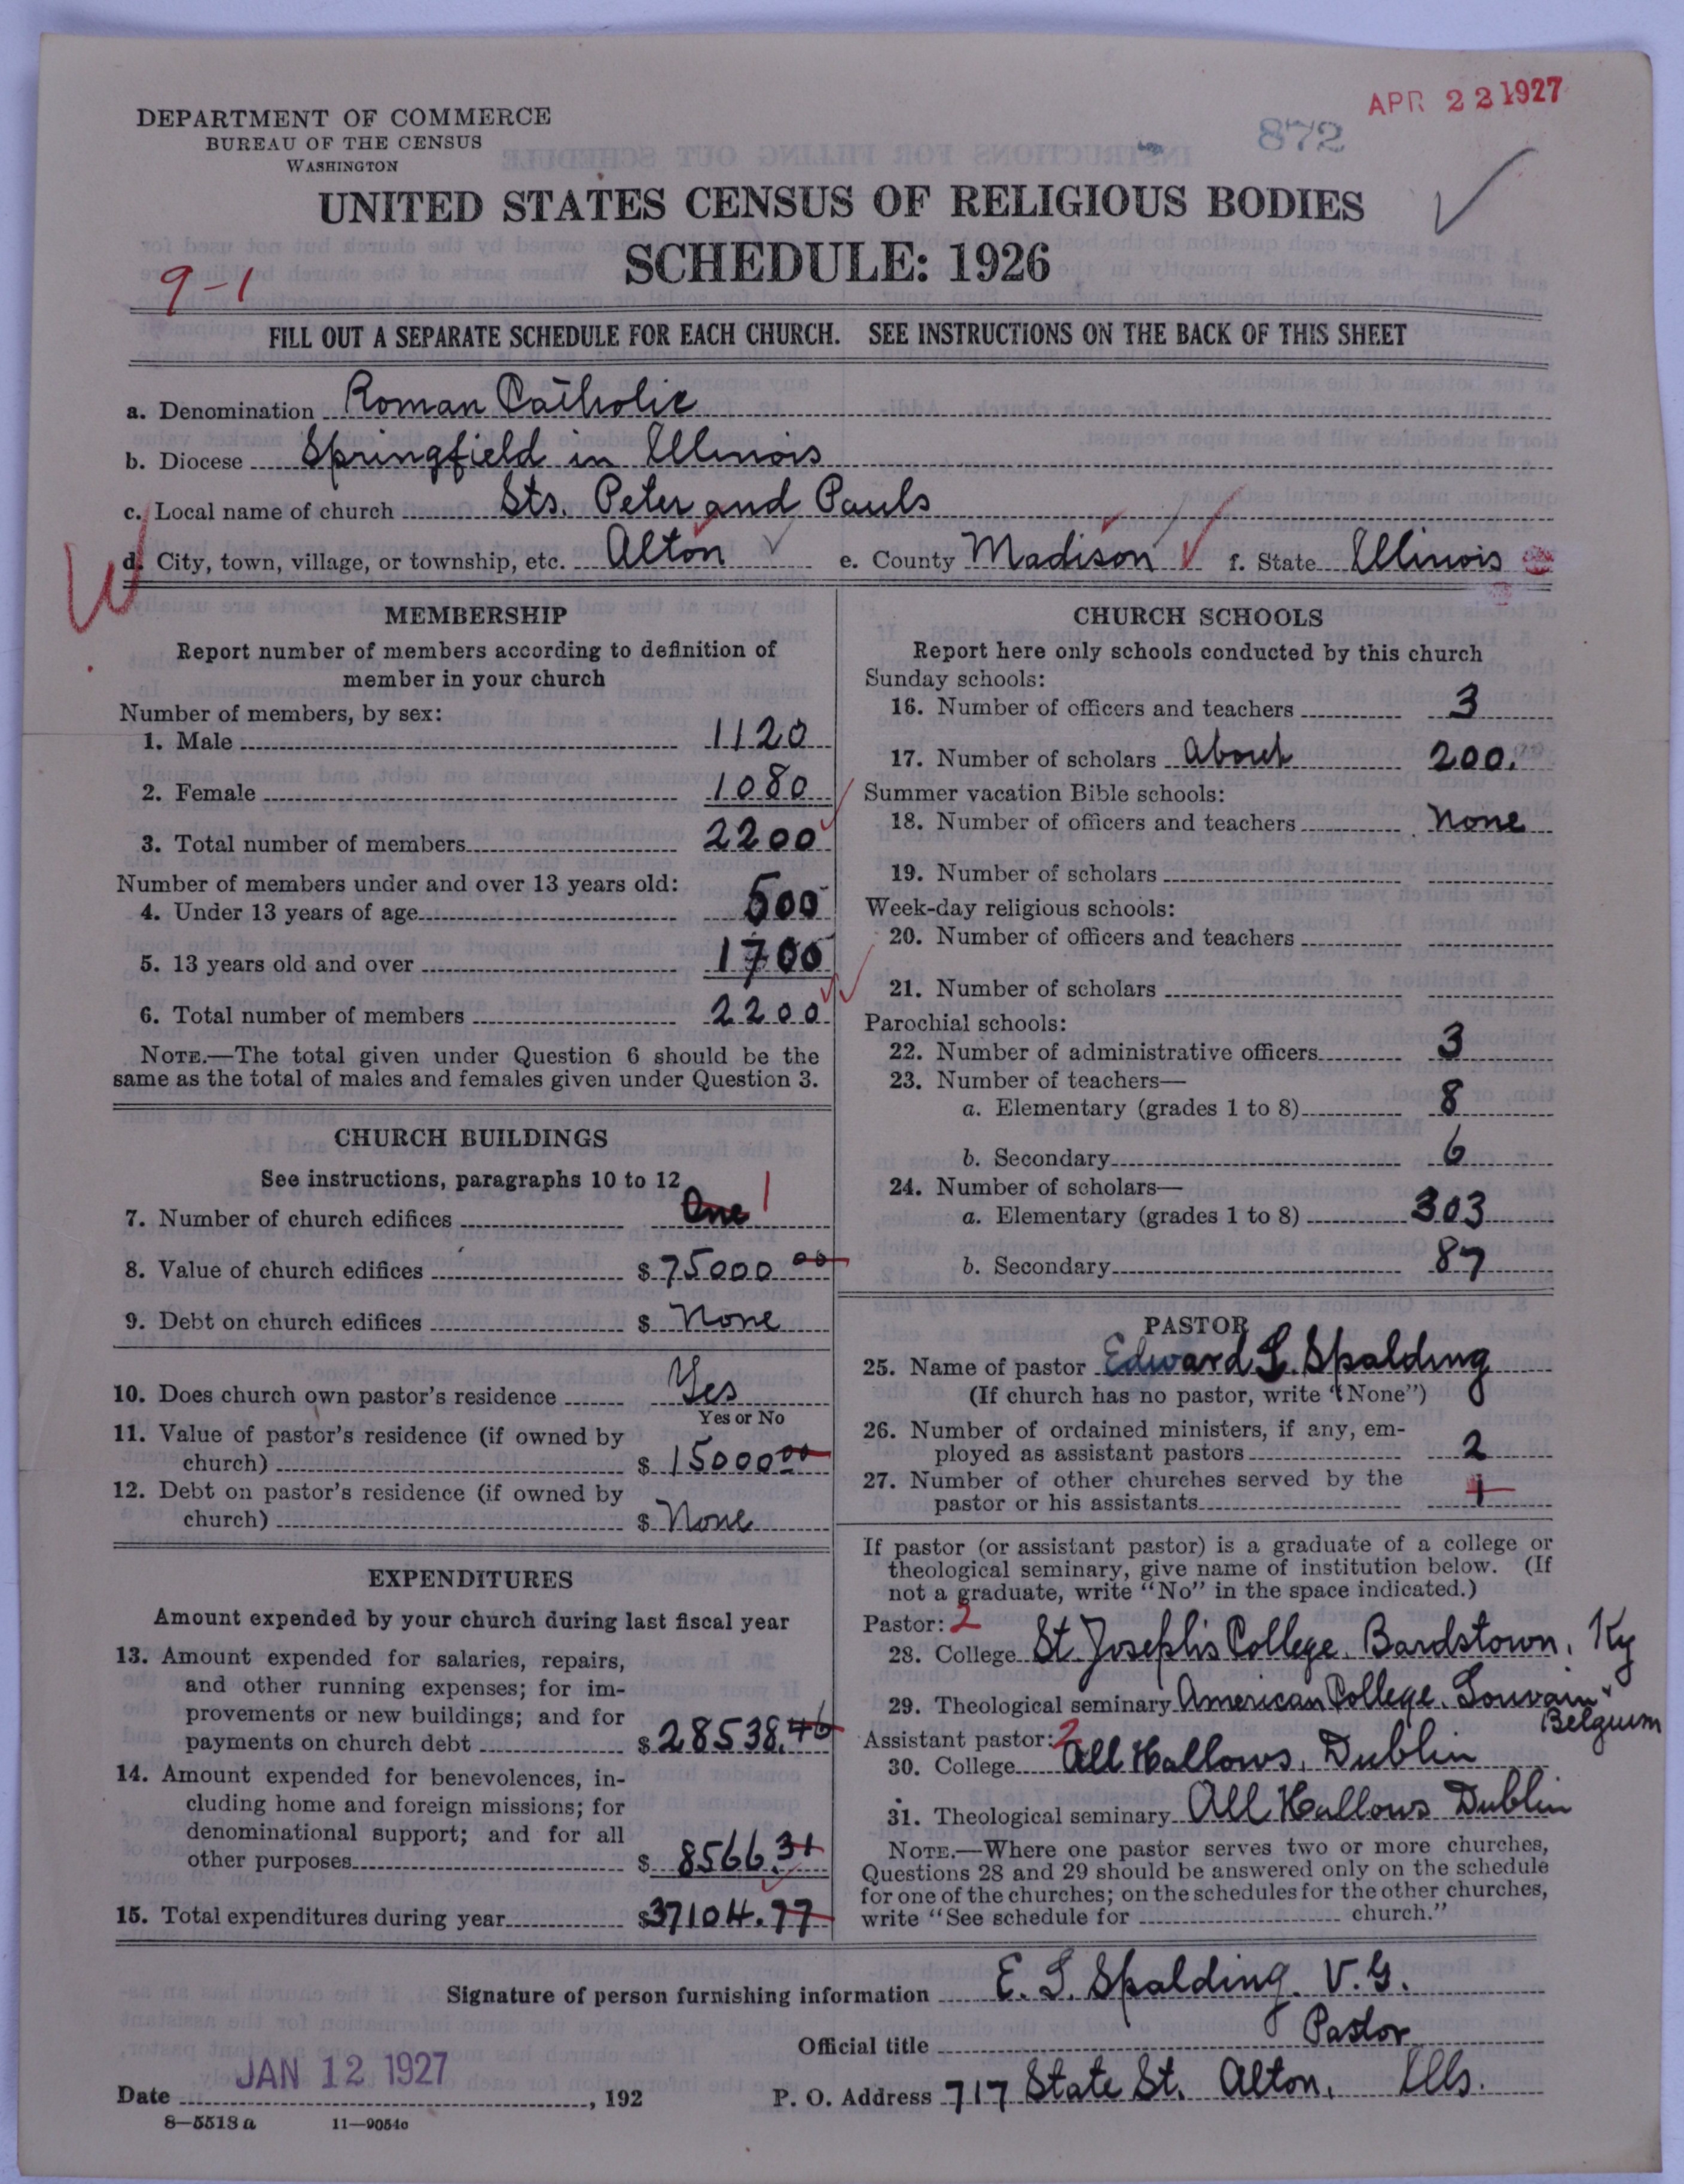 APR 22 1927
DEPARTMENT OF COMMERCE
BUREAU OF THE CENSUS
WASHINGTON
872
UNITED STATES CENSUS OF RELIGIOUS BODIES
SCHEDULE: 1926
9-1
FILL OUT A SEPARATE SCHEDULE FOR EACH CHURCH. SEE INSTRUCTIONS ON THE BACK OF THIS SHEET
a. Denomination Roman Catholic
b. Diocese Springfield in Illinois
c. Local name of church Sts. Peter and Pauls
d. City, town, village, or township, etc. Alton e. County Madison f. State Illinois
MEMBERSHIP
Report number of members according to definition of
member in your church
Number of members, by sex:
1. Male 1120
2. Female 1080
3. Total number of members 2200
Number of members under and over 13 years old:
4. Under 13 years of age 500
5. 13 years old and over 1700
6. Total number of members 2200
NOTE.—The total given under Question 6 should be the
same as the total of males and females given under Question 3.
CHURCH BUILDINGS
See instructions, paragraphs 10 to 12
7. Number of church edifices One 1
8. Value of church edifices $ 75000 00
9. Debt on church edifices $ None
10. Does church own pastor's residence Yes
Yes or No
11. Value of pastor's residence (if owned by
church) $ 15000 00
12. Debt on pastor's residence (if owned by
church) $ None
EXPENDITURES
Amount expended by your church during last fiscal year
13. Amount expended for salaries, repairs,
and other running expenses; for im-
provements or new buildings; and for
payments on church debt $ 28538.46
14. Amount expended for benevolences, in-
cluding home and foreign missions; for
denominational support; and for all
other purposes $ 8566.31
15. Total expenditures during year $ 37104.77
CHURCH SCHOOLS
Report here only schools conducted by this church
Sunday schools:
16. Number of officers and teachers 3
17. Number of scholars About 200.
Summer vacation Bible schools:
18. Number of officers and teachers None
19. Number of scholars
Week-day religious schools:
20. Number of officers and teachers
21. Number of scholars
Parochial schools:
22. Number of administrative officers 3
23. Number of teachers—
a. Elementary (grades 1 to 8) 8
b. Secondary 6
24. Number of scholars—
a. Elementary (grades 1 to 8) 303
b. Secondary 87
PASTOR
25. Name of pastor Edward L. Spalding
(If church has no pastor, write "None")
26. Number of ordained ministers, if any, em-
ployed as assistant pastors 2
27. Number of other churches served by the
pastor or his assistants 1
If pastor (or assistant pastor) is a graduate of a college or
theological seminary, give name of institution below. (If
not a graduate, write "No" in the space indicated.)
Pastor: 2
28. College St Joseph's College, Bardstown, Ky
29. Theological seminary American College, Louvain
Belgium
Assistant pastor: 2
30. College All Hallows, Dublin
31. Theological seminary All Hallows Dublin
NOTE.—Where one pastor serves two or more churches,
Questions 28 and 29 should be answered only on the schedule
for one of the churches; on the schedules for the other churches,
write "See schedule for church."
Signature of person furnishing information E. L. Spalding. V.G.
Official title Pastor
Date JAN 12 1927, 192 P. O. Address 717 State St. Alton, Ills.
8—5513 a 11—9054c